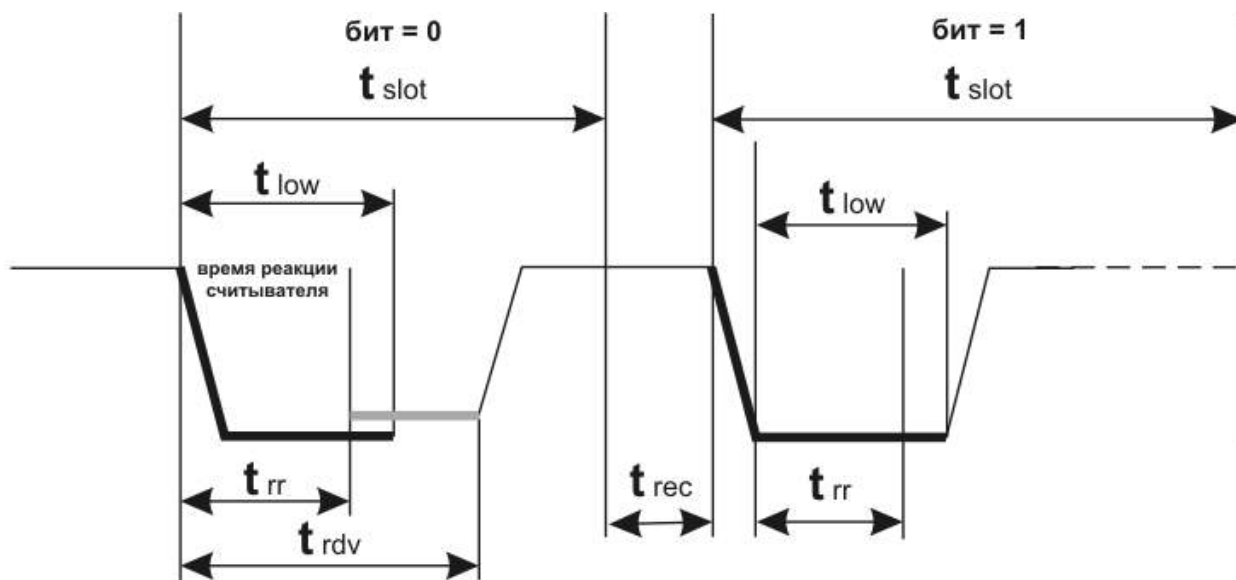 бит = 0
бит = 1
t slot
t slot
t low
t low
время реакции
считывателя
t rr
t rec
t rr
t rdv